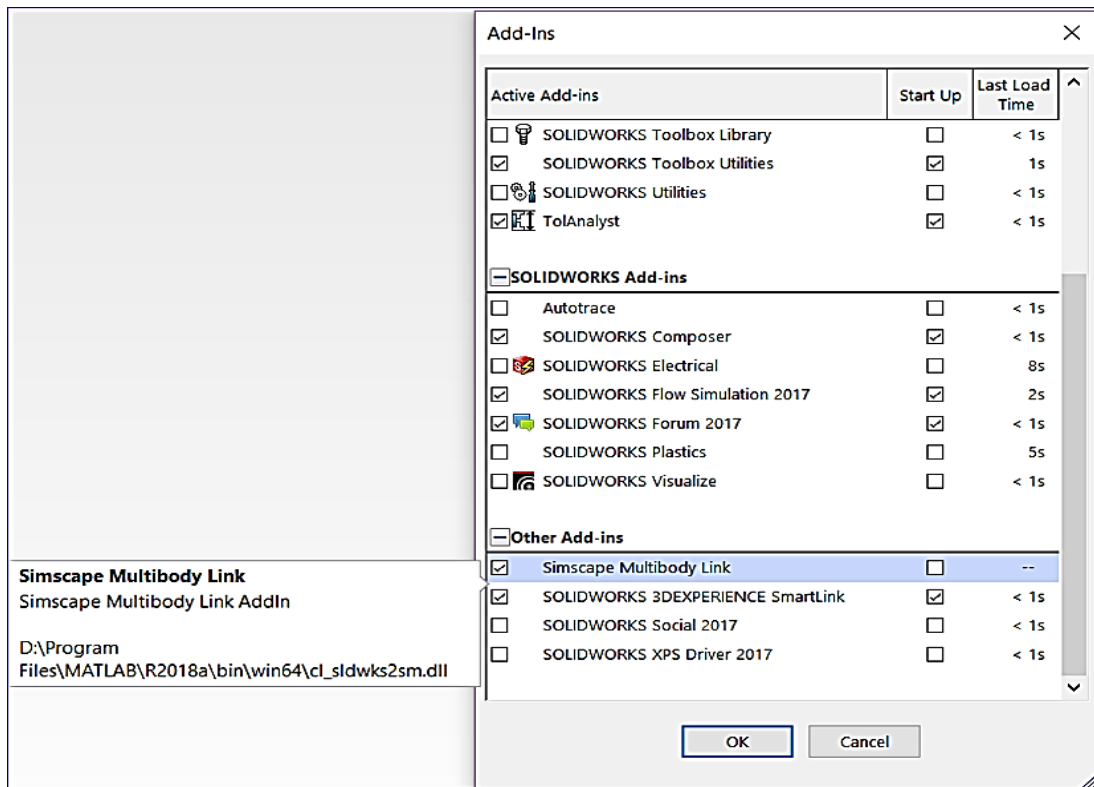 Add-Ins
Active Add-ins Start Up Last Load Time
SOLIDWORKS Toolbox Library < 1s
SOLIDWORKS Toolbox Utilities 1s
SOLIDWORKS Utilities < 1s
TolAnalyst < 1s
SOLIDWORKS Add-ins
Autotrace < 1s
SOLIDWORKS Composer < 1s
SOLIDWORKS Electrical 8s
SOLIDWORKS Flow Simulation 2017 2s
SOLIDWORKS Forum 2017 < 1s
SOLIDWORKS Plastics 5s
SOLIDWORKS Visualize < 1s
Other Add-ins
Simscape Multibody Link --
SOLIDWORKS 3DEXPERIENCE SmartLink < 1s
SOLIDWORKS Social 2017 < 1s
SOLIDWORKS XPS Driver 2017 < 1s
Simscape Multibody Link
Simscape Multibody Link AddIn
D:\Program
Files\MATLAB\R2018a\bin\win64\cl_sldwks2sm.dll
OK Cancel